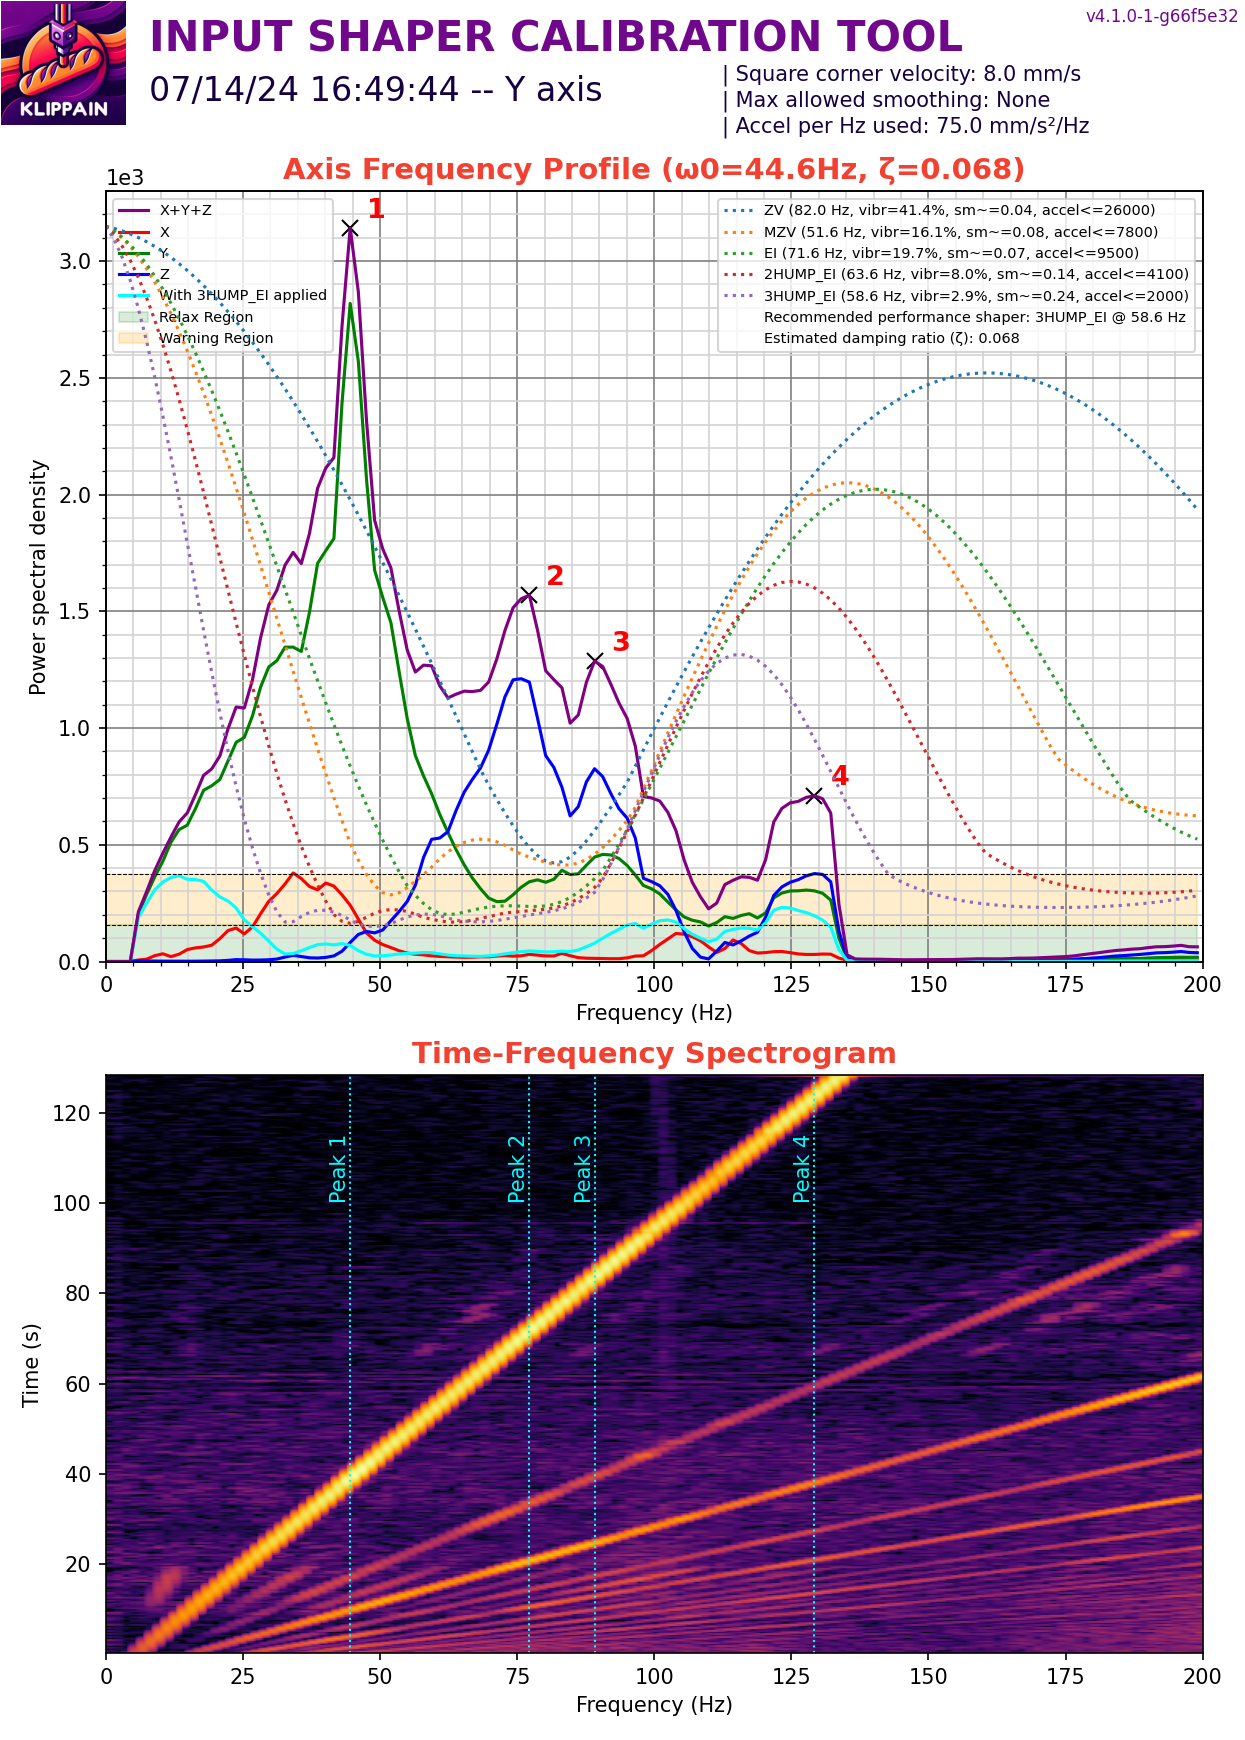 v4.1.0-1-g66f5e32
INPUT SHAPER CALIBRATION TOOL
07/14/24 16:49:44 -- Y axis
| Square corner velocity: 8.0 mm/s
| Max allowed smoothing: None
| Accel per Hz used: 75.0 mm/s²/Hz
KLIPPAIN
Axis Frequency Profile (ω0=44.6Hz, ζ=0.068)
1e3
X+Y+Z
X
Y
Z
With 3HUMP_EI applied
Relax Region
Warning Region
ZV (82.0 Hz, vibr=41.4%, sm~=0.04, accel<=26000)
MZV (51.6 Hz, vibr=16.1%, sm~=0.08, accel<=7800)
EI (71.6 Hz, vibr=19.7%, sm~=0.07, accel<=9500)
2HUMP_EI (63.6 Hz, vibr=8.0%, sm~=0.14, accel<=4100)
3HUMP_EI (58.6 Hz, vibr=2.9%, sm~=0.24, accel<=2000)
Recommended performance shaper: 3HUMP_EI @ 58.6 Hz
Estimated damping ratio (ζ): 0.068
1
2
3
4
Power spectral density
3.0
2.5
2.0
1.5
1.0
0.5
0.0
0 25 50 75 100 125 150 175 200
Frequency (Hz)
Time-Frequency Spectrogram
Peak 1
Peak 2
Peak 3
Peak 4
Time (s)
120
100
80
60
40
20
0 25 50 75 100 125 150 175 200
Frequency (Hz)